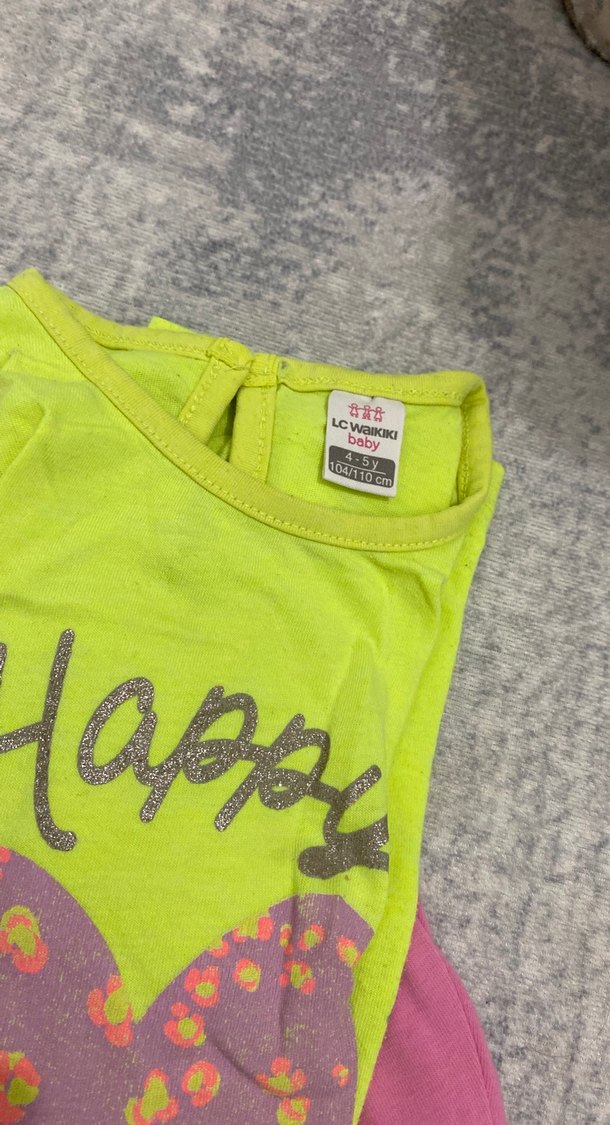 LC WAIKIKI
baby
4 - 5 y
104/110 cm
Happy